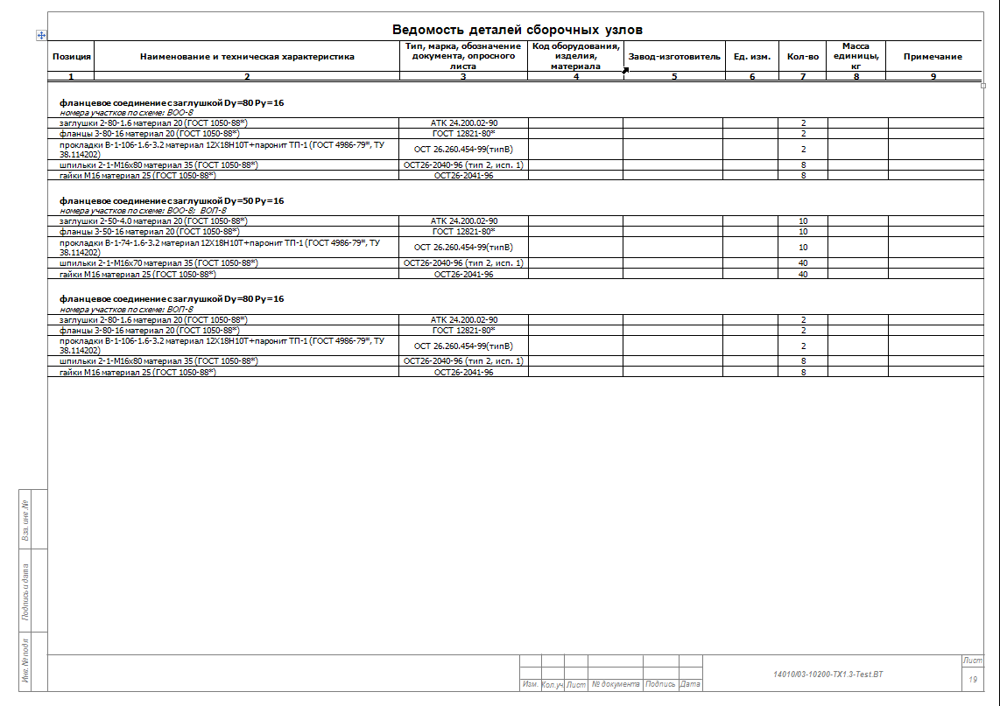 Ведомость деталей сборочных узлов
Позиция Наименование и техническая характеристика Тип, марка, обозначение документа, опросного листа Код оборудования, изделия, материала Завод-изготовитель Ед. изм. Кол-во Масса единицы, кг Примечание
1 2 3 4 5 6 7 8 9
фланцевое соединение с заглушкой Dy=80 Py=16
номера участков по схеме: ВОО-8
заглушки 2-80-1.6 материал 20 (ГОСТ 1050-88*) АТК 24.200.02-90 2
фланцы 3-80-16 материал 20 (ГОСТ 1050-88*) ГОСТ 12821-80* 2
прокладки В-1-106-1.6-3.2 материал 12Х18Н10Т+паронит ТП-1 (ГОСТ 4986-79*, ТУ
38.114202) ОСТ 26.260.454-99(типВ) 2
шпильки 2-1-М16х80 материал 35 (ГОСТ 1050-88*) ОСТ26-2040-96 (тип 2, исп. 1) 8
гайки М16 материал 25 (ГОСТ 1050-88*) ОСТ26-2041-96 8
фланцевое соединение с заглушкой Dy=50 Py=16
номера участков по схеме: ВОО-8; ВОП-8
заглушки 2-50-4.0 материал 20 (ГОСТ 1050-88*) АТК 24.200.02-90 10
фланцы 3-50-16 материал 20 (ГОСТ 1050-88*) ГОСТ 12821-80* 10
прокладки В-1-74-1.6-3.2 материал 12Х18Н10Т+паронит ТП-1 (ГОСТ 4986-79*, ТУ
38.114202) ОСТ 26.260.454-99(типВ) 10
шпильки 2-1-М16х70 материал 35 (ГОСТ 1050-88*) ОСТ26-2040-96 (тип 2, исп. 1) 40
гайки М16 материал 25 (ГОСТ 1050-88*) ОСТ26-2041-96 40
фланцевое соединение с заглушкой Dy=80 Py=16
номера участков по схеме: ВОП-8
заглушки 2-80-1.6 материал 20 (ГОСТ 1050-88*) АТК 24.200.02-90 2
фланцы 3-80-16 материал 20 (ГОСТ 1050-88*) ГОСТ 12821-80* 2
прокладки В-1-106-1.6-3.2 материал 12Х18Н10Т+паронит ТП-1 (ГОСТ 4986-79*, ТУ
38.114202) ОСТ 26.260.454-99(типВ) 2
шпильки 2-1-М16х80 материал 35 (ГОСТ 1050-88*) ОСТ26-2040-96 (тип 2, исп. 1) 8
гайки М16 материал 25 (ГОСТ 1050-88*) ОСТ26-2041-96 8
Вза. инв.№
Подпись и дата
Инв. № подл
Изм. Кол.уч Лист № документа Подпись Дата
14010/03-10200-ТХ1.3-Test.ВТ
Лист
19